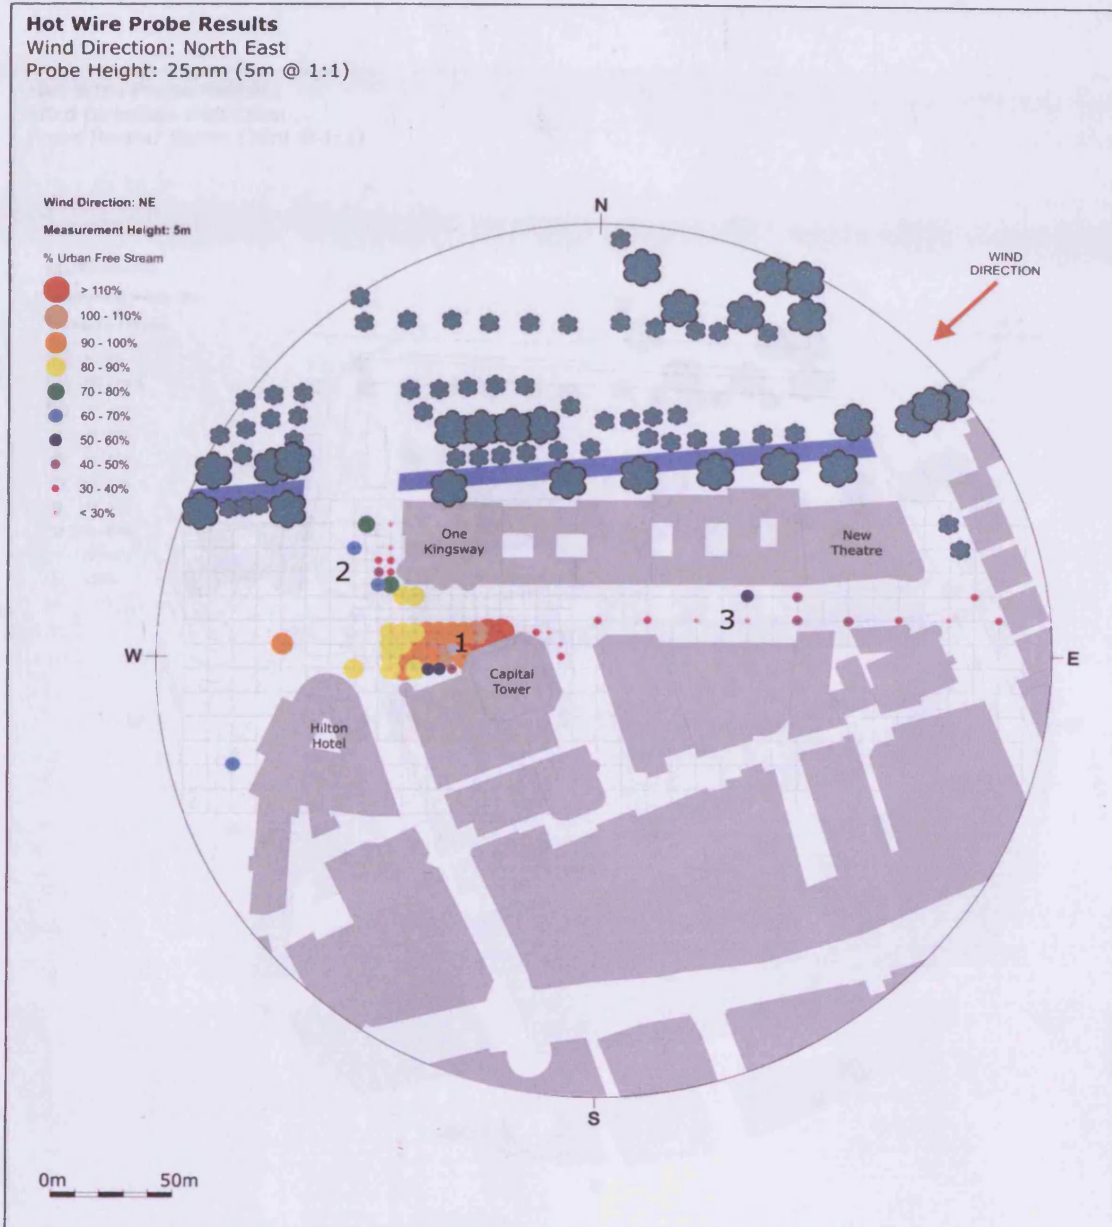 Hot Wire Probe Results
Wind Direction: North East
Probe Height: 25mm (5m @ 1:1)
Wind Direction: NE
Measurement Height: 5m
% Urban Free Stream
> 110%
100 - 110%
90 - 100%
80 - 90%
70 - 80%
60 - 70%
50 - 60%
40 - 50%
30 - 40%
< 30%
N
WIND
DIRECTION
One
Kingsway
New
Theatre
2
3
1
W
E
Capital
Tower
Hilton
Hotel
S
0m
50m